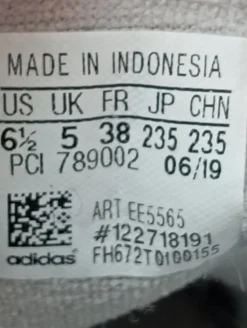 MADE IN INDONESIA
US UK FR JP CHN
6½ 5 38 235 235
PCI 789002 06/19
ART EE5565
#122718191
adidas FH672T0100155